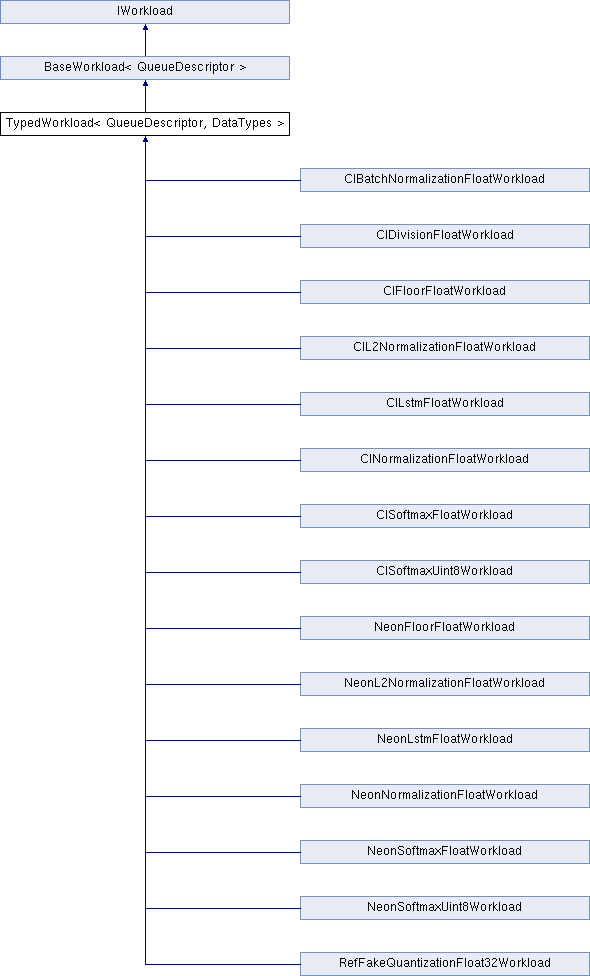 IWorkload
BaseWorkload< QueueDescriptor >
TypedWorkload< QueueDescriptor, DataTypes >
ClBatchNormalizationFloatWorkload
ClDivisionFloatWorkload
ClFloorFloatWorkload
ClL2NormalizationFloatWorkload
ClLstmFloatWorkload
ClNormalizationFloatWorkload
ClSoftmaxFloatWorkload
ClSoftmaxUint8Workload
NeonFloorFloatWorkload
NeonL2NormalizationFloatWorkload
NeonLstmFloatWorkload
NeonNormalizationFloatWorkload
NeonSoftmaxFloatWorkload
NeonSoftmaxUint8Workload
RefFakeQuantizationFloat32Workload